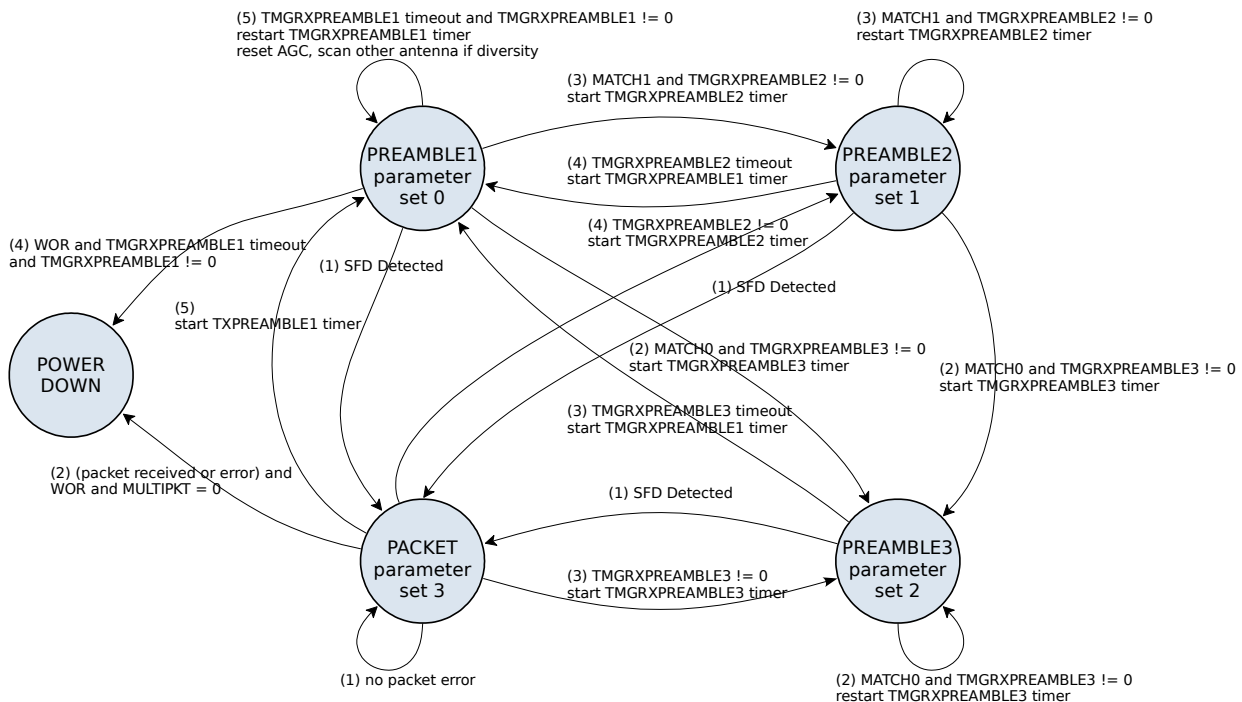 (5) TMGRXPREAMBLE1 timeout and TMGRXPREAMBLE1 != 0
restart TMGRXPREAMBLE1 timer
reset AGC, scan other antenna if diversity
(3) MATCH1 and TMGRXPREAMBLE2 != 0
restart TMGRXPREAMBLE2 timer
(3) MATCH1 and TMGRXPREAMBLE2 != 0
start TMGRXPREAMBLE2 timer
PREAMBLE1
parameter
set 0
PREAMBLE2
parameter
set 1
(4) TMGRXPREAMBLE2 timeout
start TMGRXPREAMBLE1 timer
(4) TMGRXPREAMBLE2 != 0
start TMGRXPREAMBLE2 timer
(4) WOR and TMGRXPREAMBLE1 timeout
and TMGRXPREAMBLE1 != 0
(1) SFD Detected
(1) SFD Detected
(5)
start TXPREAMBLE1 timer
(2) MATCH0 and TMGRXPREAMBLE3 != 0
start TMGRXPREAMBLE3 timer
(2) MATCH0 and TMGRXPREAMBLE3 != 0
start TMGRXPREAMBLE3 timer
POWER
DOWN
(3) TMGRXPREAMBLE3 timeout
start TMGRXPREAMBLE1 timer
(2) (packet received or error) and
WOR and MULTIPKT = 0
(1) SFD Detected
PACKET
parameter
set 3
PREAMBLE3
parameter
set 2
(3) TMGRXPREAMBLE3 != 0
start TMGRXPREAMBLE3 timer
(1) no packet error
(2) MATCH0 and TMGRXPREAMBLE3 != 0
restart TMGRXPREAMBLE3 timer